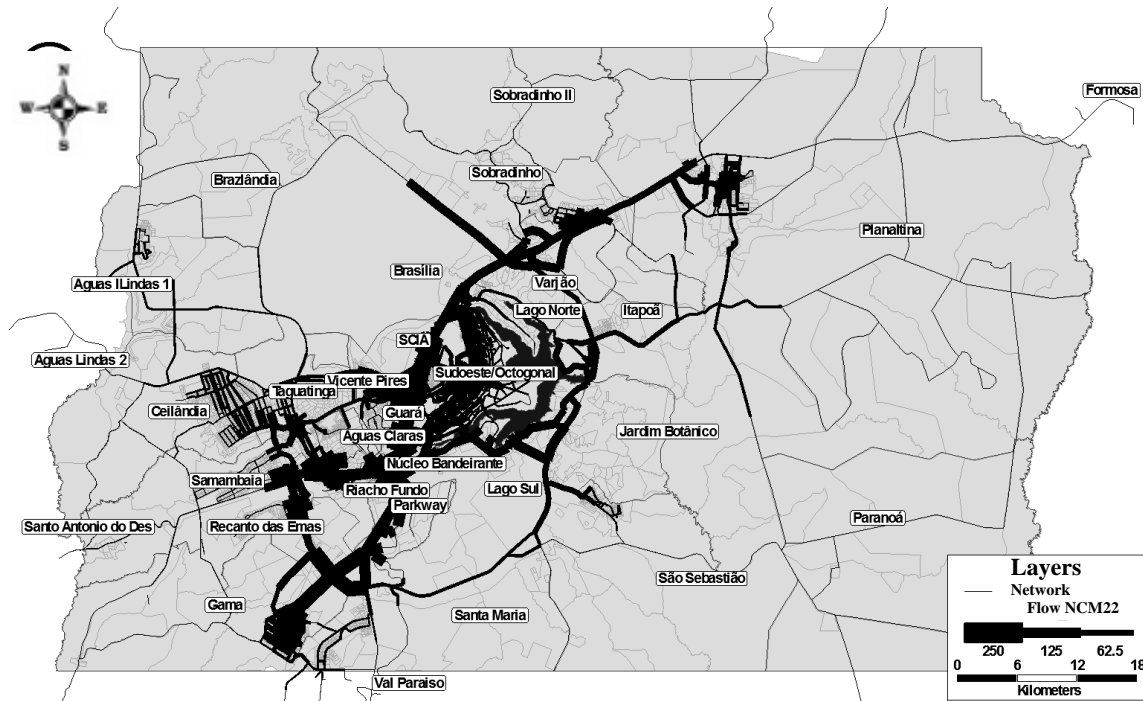 N
W E
S
Sobradinho II
Formosa
Sobradinho
Brazlândia
Planaltina
Brasília
Aguas lLindas 1
Varjão
Lago Norte
Itapoã
SCIÀ
Aguas Lindas 2
Sudoeste/Octogonal
Vicente Pires
Taguatinga
Ceilândia
Guará
Aguas Claras
Jardim Botânico
Núcleo Bandeirante
Samambaia
Riacho Fundo
Lago Sul
Parkway
Santo Antonio do Des
Recanto das Emas
Paranoá
São Sebastião
Gama
Santa Maria
Val Paraiso
Layers
Network
Flow NCM22
250 125 62.5
0 6 12 18
Kilometers